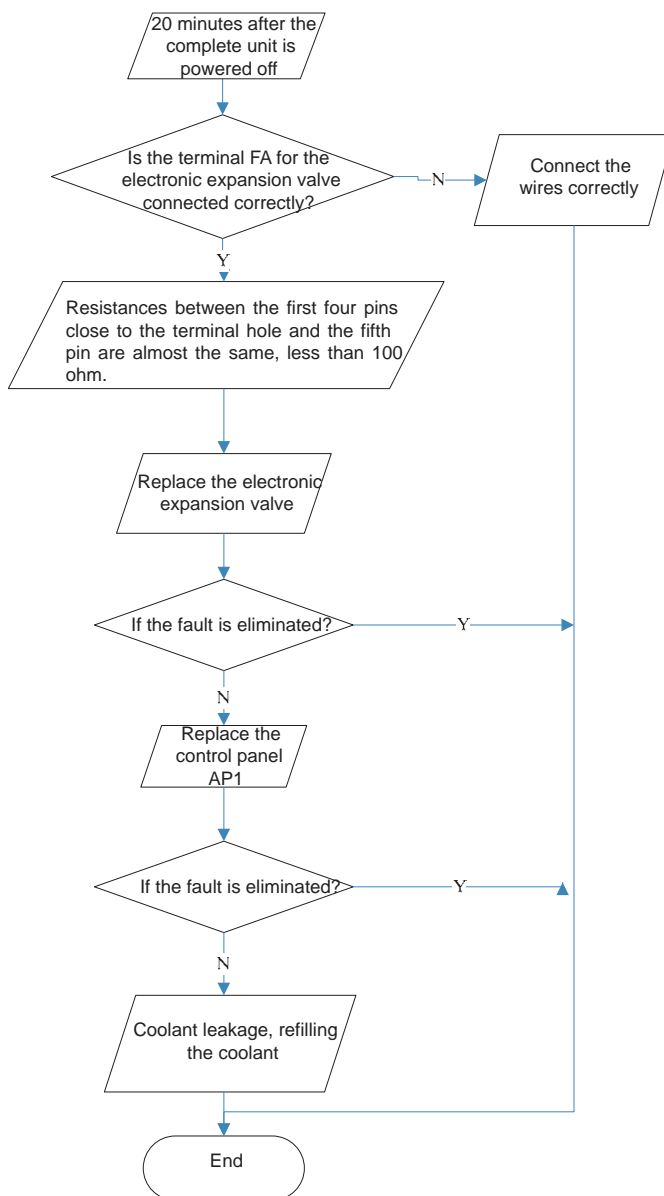 20 minutes after the
complete unit is
powered off
Is the terminal FA for the
electronic expansion valve
connected correctly?
N
Connect the
wires correctly
Y
Resistances between the first four pins
close to the terminal hole and the fifth
pin are almost the same, less than 100
ohm.
Replace the electronic
expansion valve
If the fault is eliminated?
Y
N
Replace the
control panel
AP1
If the fault is eliminated?
Y
N
Coolant leakage, refilling
the coolant
End